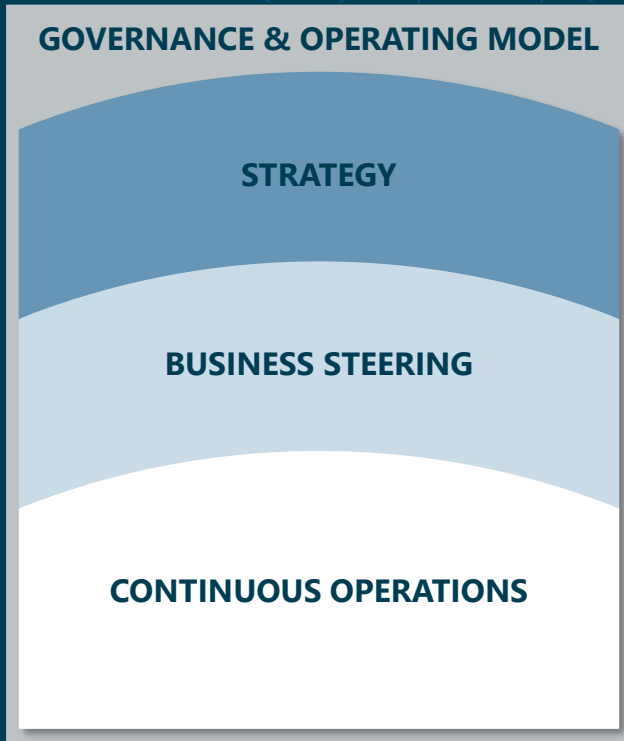 GOVERNANCE & OPERATING MODEL
STRATEGY
BUSINESS STEERING
CONTINUOUS OPERATIONS